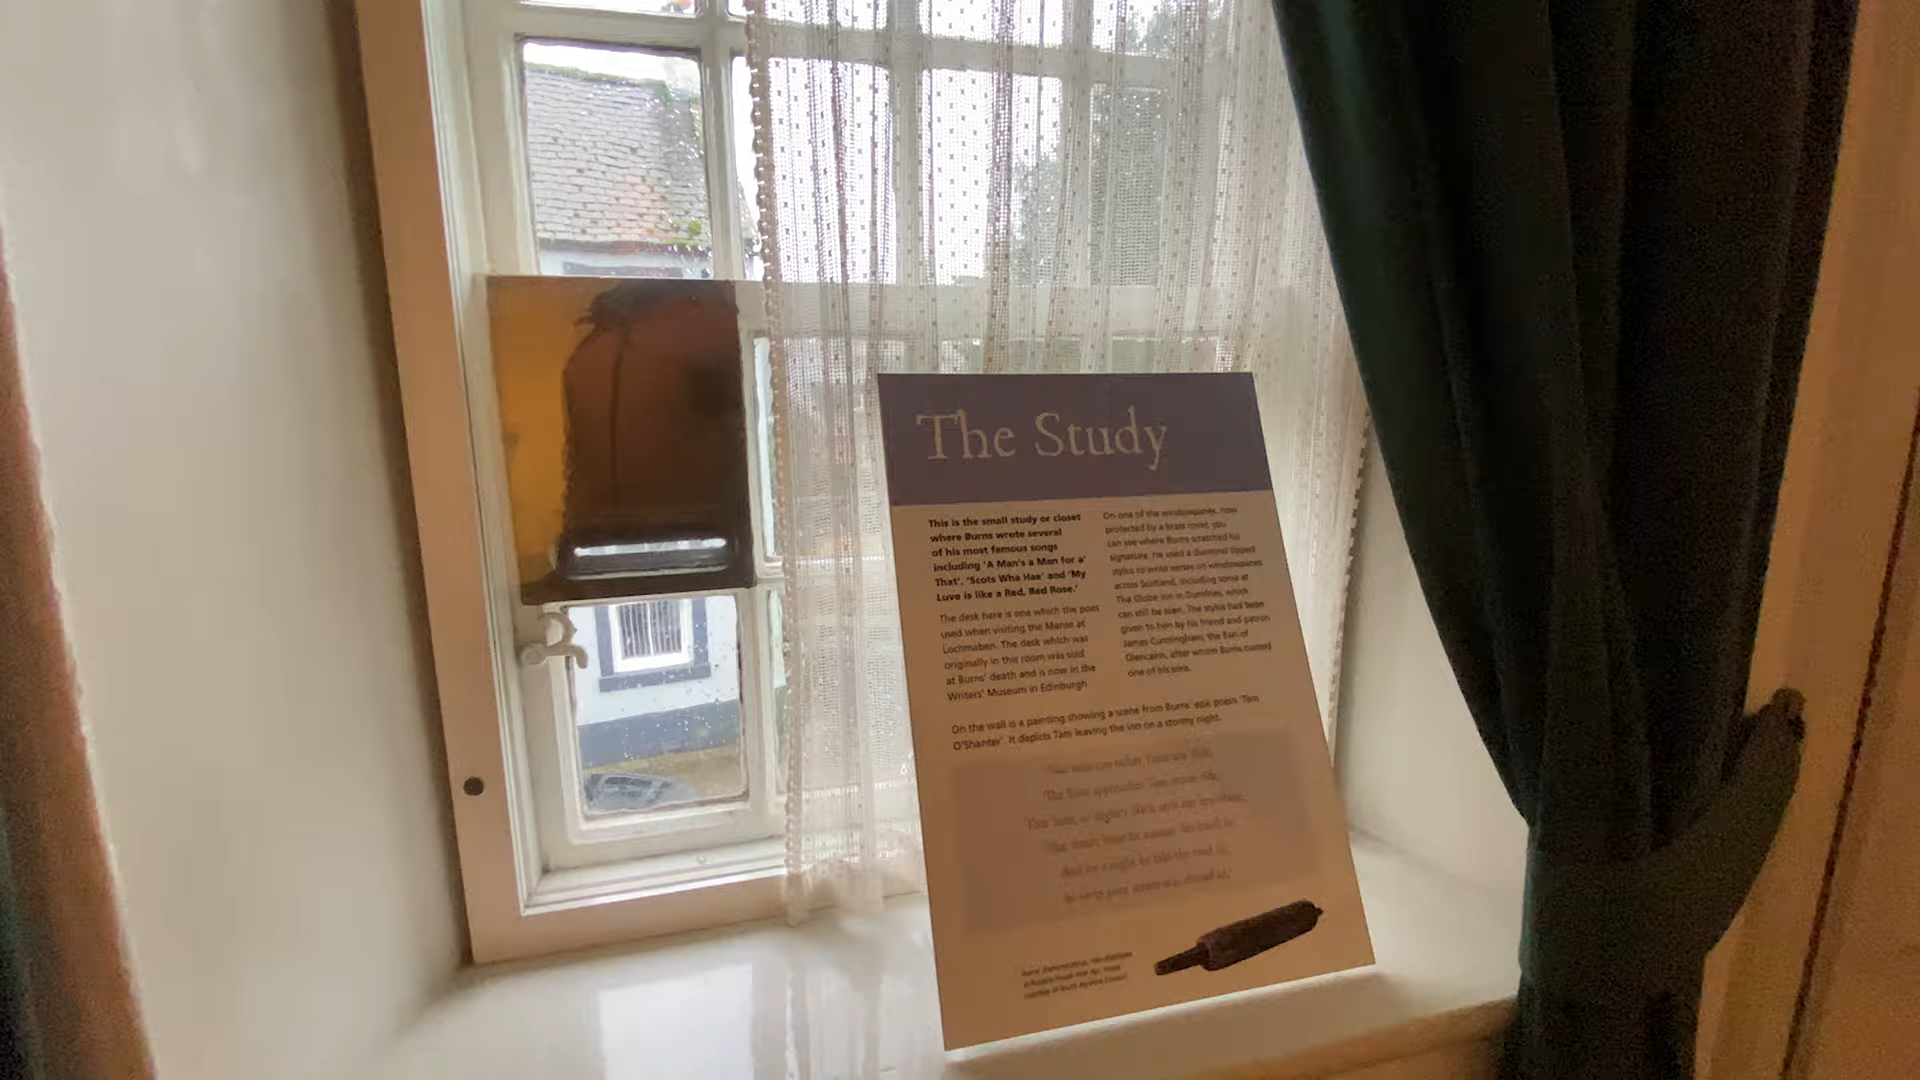 The Study
This is the small study or closet
where Burns wrote several
of his most famous songs
including 'A Man's a Man for a'
That', 'Scots Wha Hae' and 'My
Luve is like a Red, Red Rose.'
The desk here is one which the poet
used when visiting the Manse at
Lochmaben. The desk which was
originally in this room was sold
at Burns' death and is now in the
Writers' Museum in Edinburgh
On one of the windowpanes, now
protected by a brass cover, you
can see where Burns scratched his
signature. He used a diamond tipped
stylus to write verses on windowpanes
across Scotland, including some at
The Globe Inn in Dumfries, which
can still be seen. The stylus had been
given to him by his friend and patron
James Cunningham, the Earl of
Glencairn, after whom Burns named
one of his sons.
On the wall is a painting showing a scene from Burns' epic poem 'Tam
O'Shanter'. It depicts Tam leaving the inn on a stormy night.